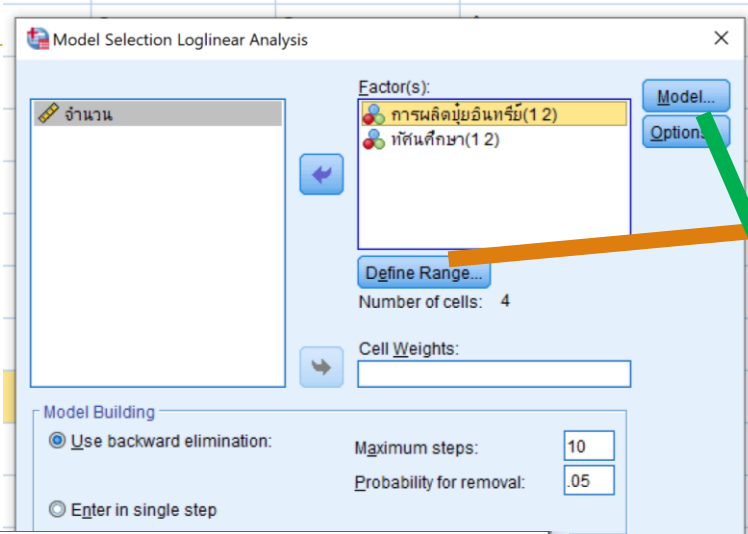 Model Selection Loglinear Analysis
Factor(s):
จำนวน
การผลิตปุ๋ยอินทรีย์(1 2)
ทัศนศึกษา(1 2)
Model...
Option
Define Range...
Number of cells: 4
Cell Weights:
Model Building
Use backward elimination:
Maximum steps: 10
Probability for removal: .05
Enter in single step